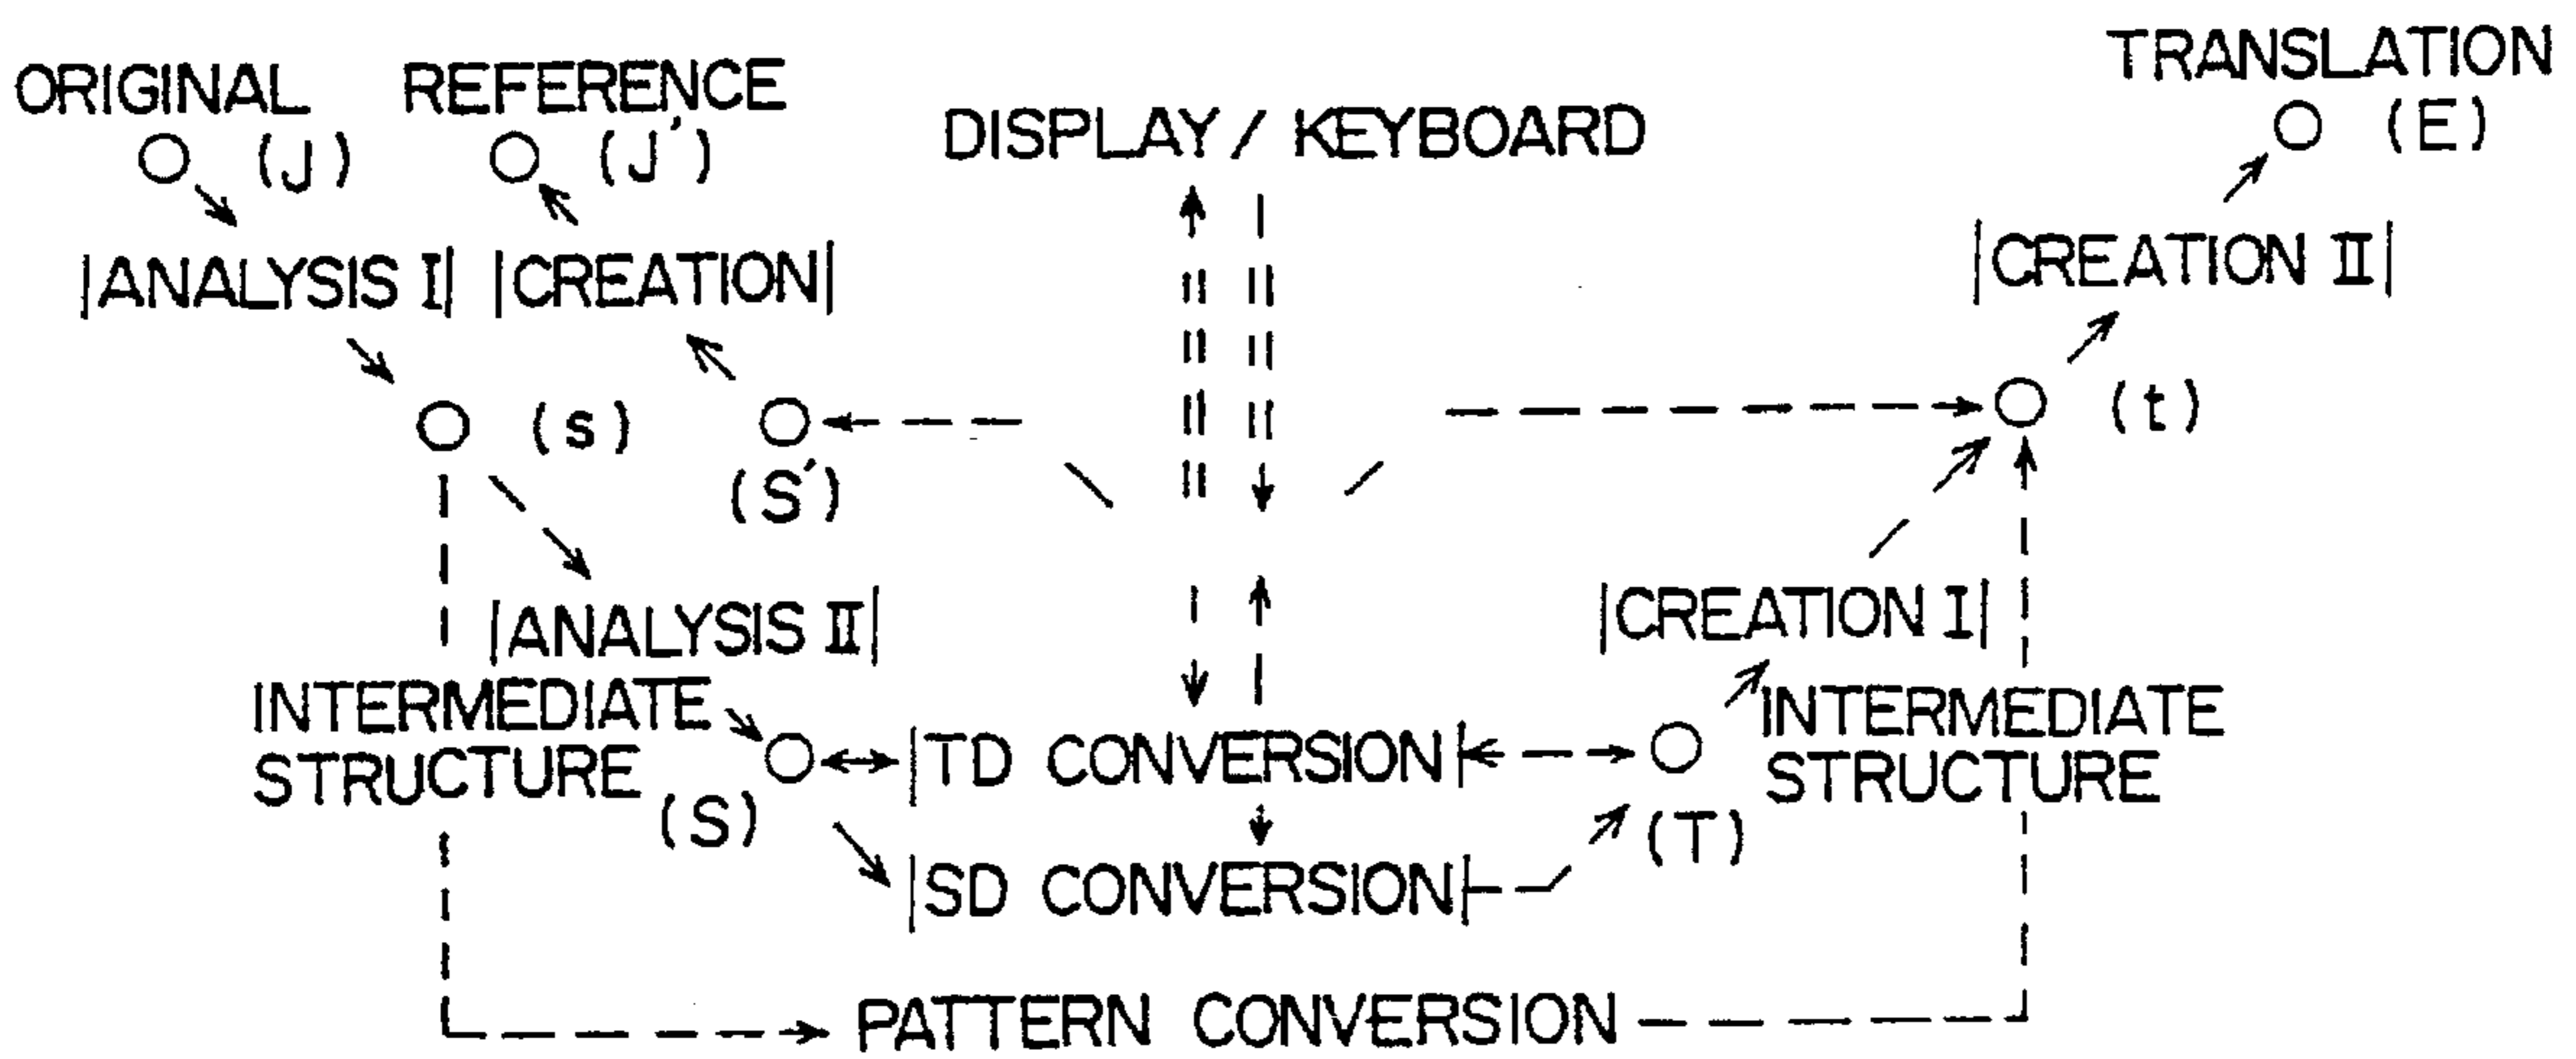 TRANSLATION
ORIGINAL REFERENCE
DISPLAY / KEYBOARD
(J) (J′) (E)
|ANALYSIS I| |CREATION| |CREATION II|
(s) (t)
(S′)
|ANALYSIS II| |CREATION I|
INTERMEDIATE
STRUCTURE
(S)
|TD CONVERSION|
INTERMEDIATE
STRUCTURE
(T)
|SD CONVERSION|
PATTERN CONVERSION